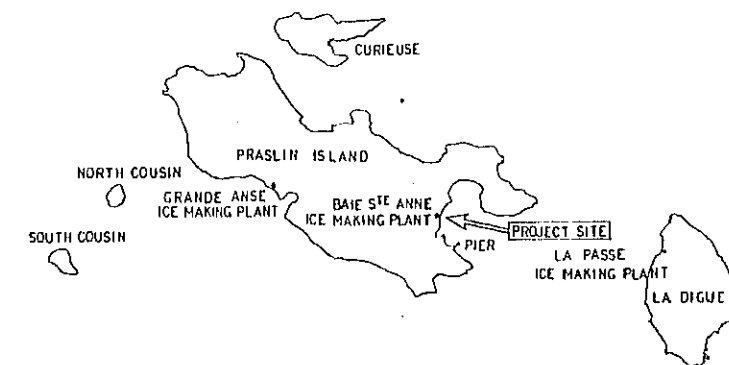 CURIEUSE
PRASLIN ISLAND
NORTH COUSIN
GRANDE ANSE
ICE MAKING PLANT
BAIE STE ANNE
ICE MAKING PLANT
PROJECT SITE
SOUTH COUSIN
PIER
LA PASSE
ICE MAKING PLANT
LA DIGUE